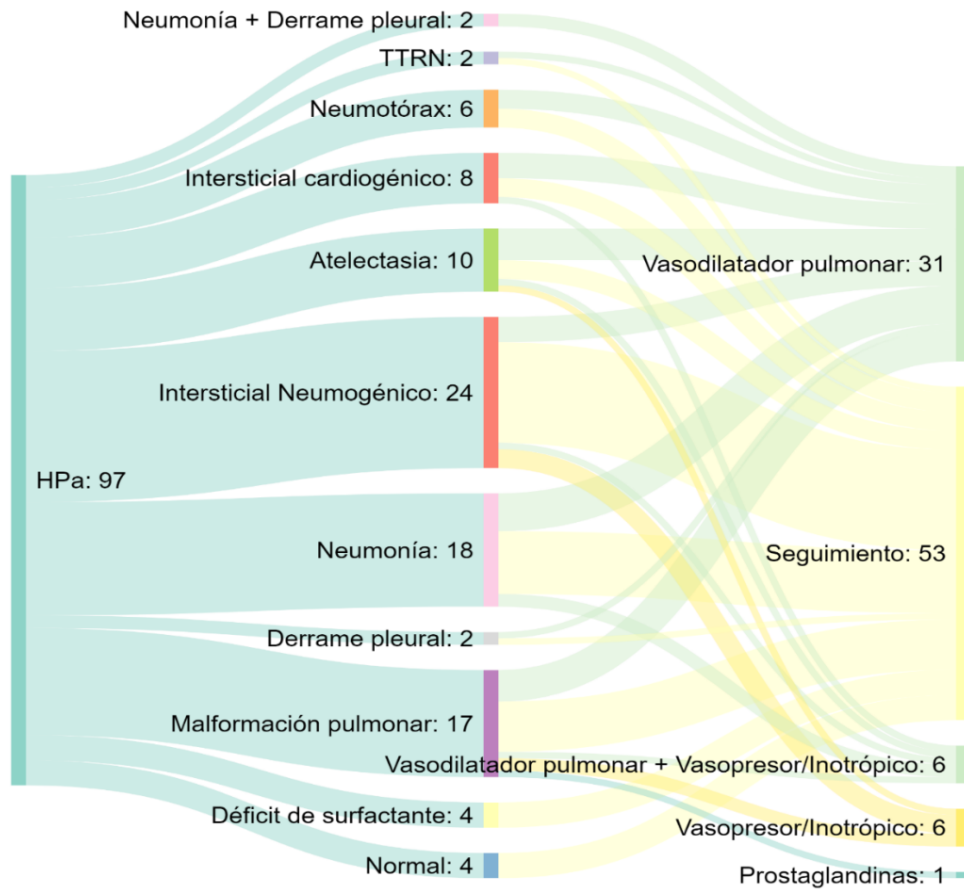 Neumonía + Derrame pleural: 2
TTRN: 2
Neumotórax: 6
Intersticial cardiogénico: 8
Atelectasia: 10
Vasodilatador pulmonar: 31
Intersticial Neumogénico: 24
HPa: 97
Neumonía: 18
Seguimiento: 53
Derrame pleural: 2
Malformación pulmonar: 17
Vasodilatador pulmonar + Vasopresor/Inotrópico: 6
Déficit de surfactante: 4
Vasopresor/Inotrópico: 6
Normal: 4
Prostaglandinas: 1